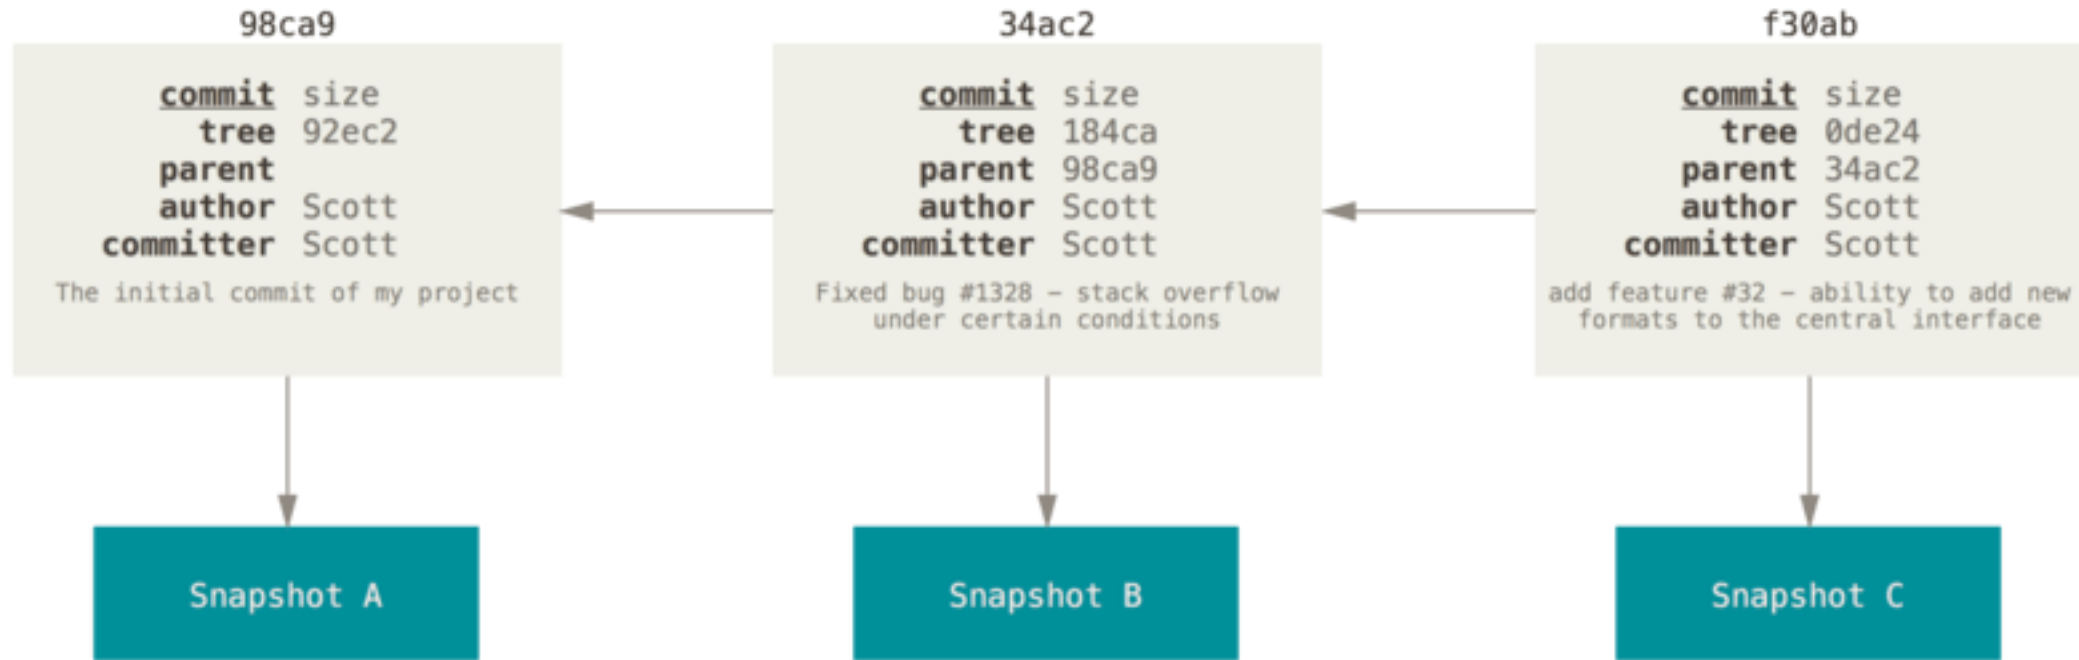 98ca9
commit size
tree 92ec2
parent
author Scott
committer Scott
The initial commit of my project
Snapshot A
34ac2
commit size
tree 184ca
parent 98ca9
author Scott
committer Scott
Fixed bug #1328 – stack overflow
under certain conditions
Snapshot B
f30ab
commit size
tree 0de24
parent 34ac2
author Scott
committer Scott
add feature #32 – ability to add new
formats to the central interface
Snapshot C